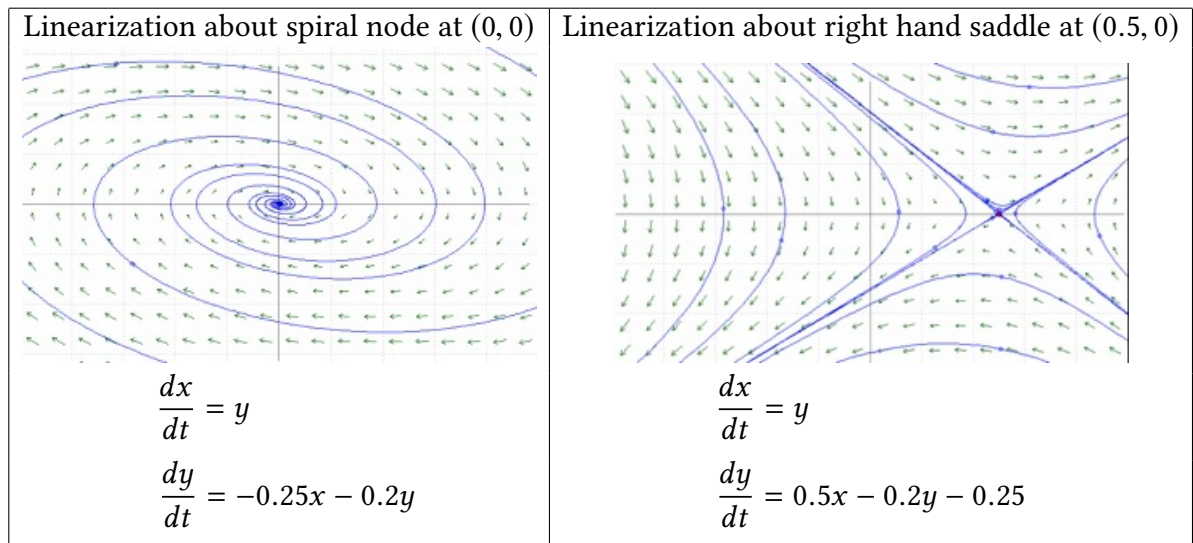 Linearization about spiral node at (0, 0)
Linearization about right hand saddle at (0.5, 0)
dx/dt = y
dy/dt = −0.25x − 0.2y
dx/dt = y
dy/dt = 0.5x − 0.2y − 0.25